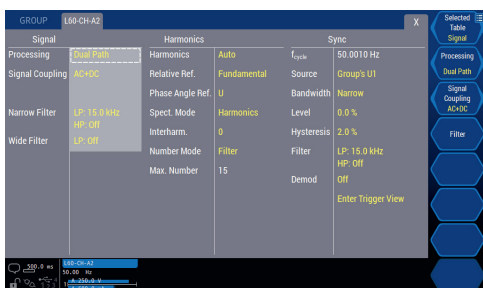 GROUP L60-CH-A2 X
Signal Harmonics Sync
Processing Dual Path Harmonics Auto fcycle 50.0010 Hz
Signal Coupling AC+DC Relative Ref. Fundamental Source Group's U1
Phase Angle Ref. U Bandwidth Narrow
Narrow Filter LP: 15.0 kHz Spect. Mode Harmonics Level 0.0 %
HP: Off Interharm. 0 Hysteresis 2.0 %
Wide Filter LP: Off Number Mode Filter Filter LP: 15.0 kHz
HP: Off
Max. Number 15 Demod Off
Enter Trigger View
Selected
Table
Signal
Processing
Dual Path
Signal
Coupling
AC+DC
Filter
500.0 ms L60-CH-A2
50.00 Hz
1 A 250.0 V